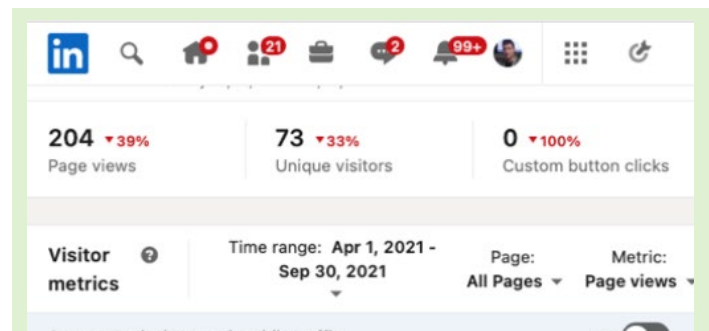 in
21
2
99+
204 ▼39%
73 ▼33%
0 ▼100%
Page views
Unique visitors
Custom button clicks
Visitor metrics
Time range: Apr 1, 2021 - Sep 30, 2021
Page: All Pages
Metric: Page views